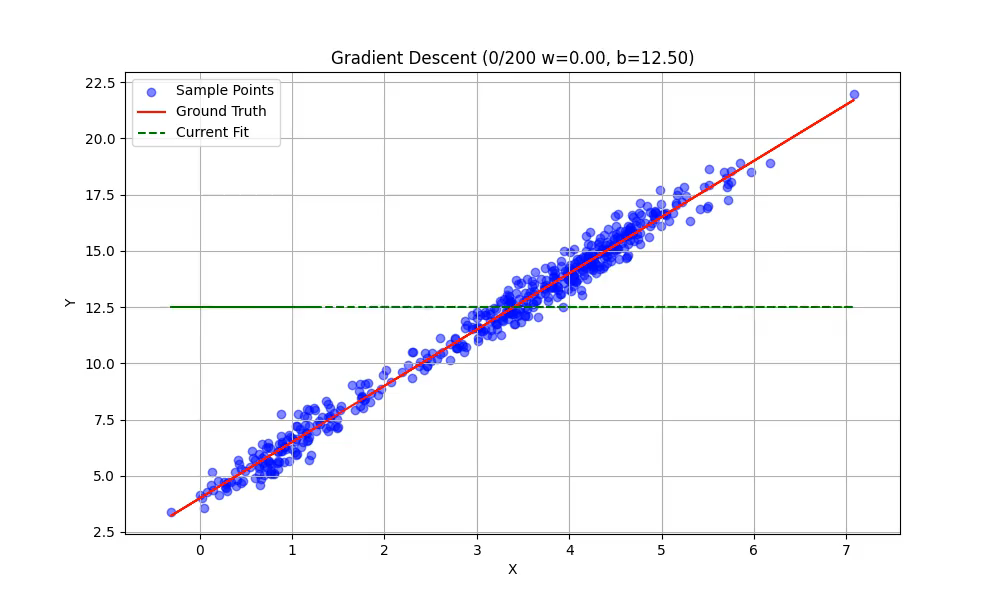 Gradient Descent (0/200 w=0.00, b=12.50)
Sample Points
Ground Truth
Current Fit
22.5
20.0
17.5
15.0
12.5
10.0
7.5
5.0
2.5
Y
0 1 2 3 4 5 6 7
X